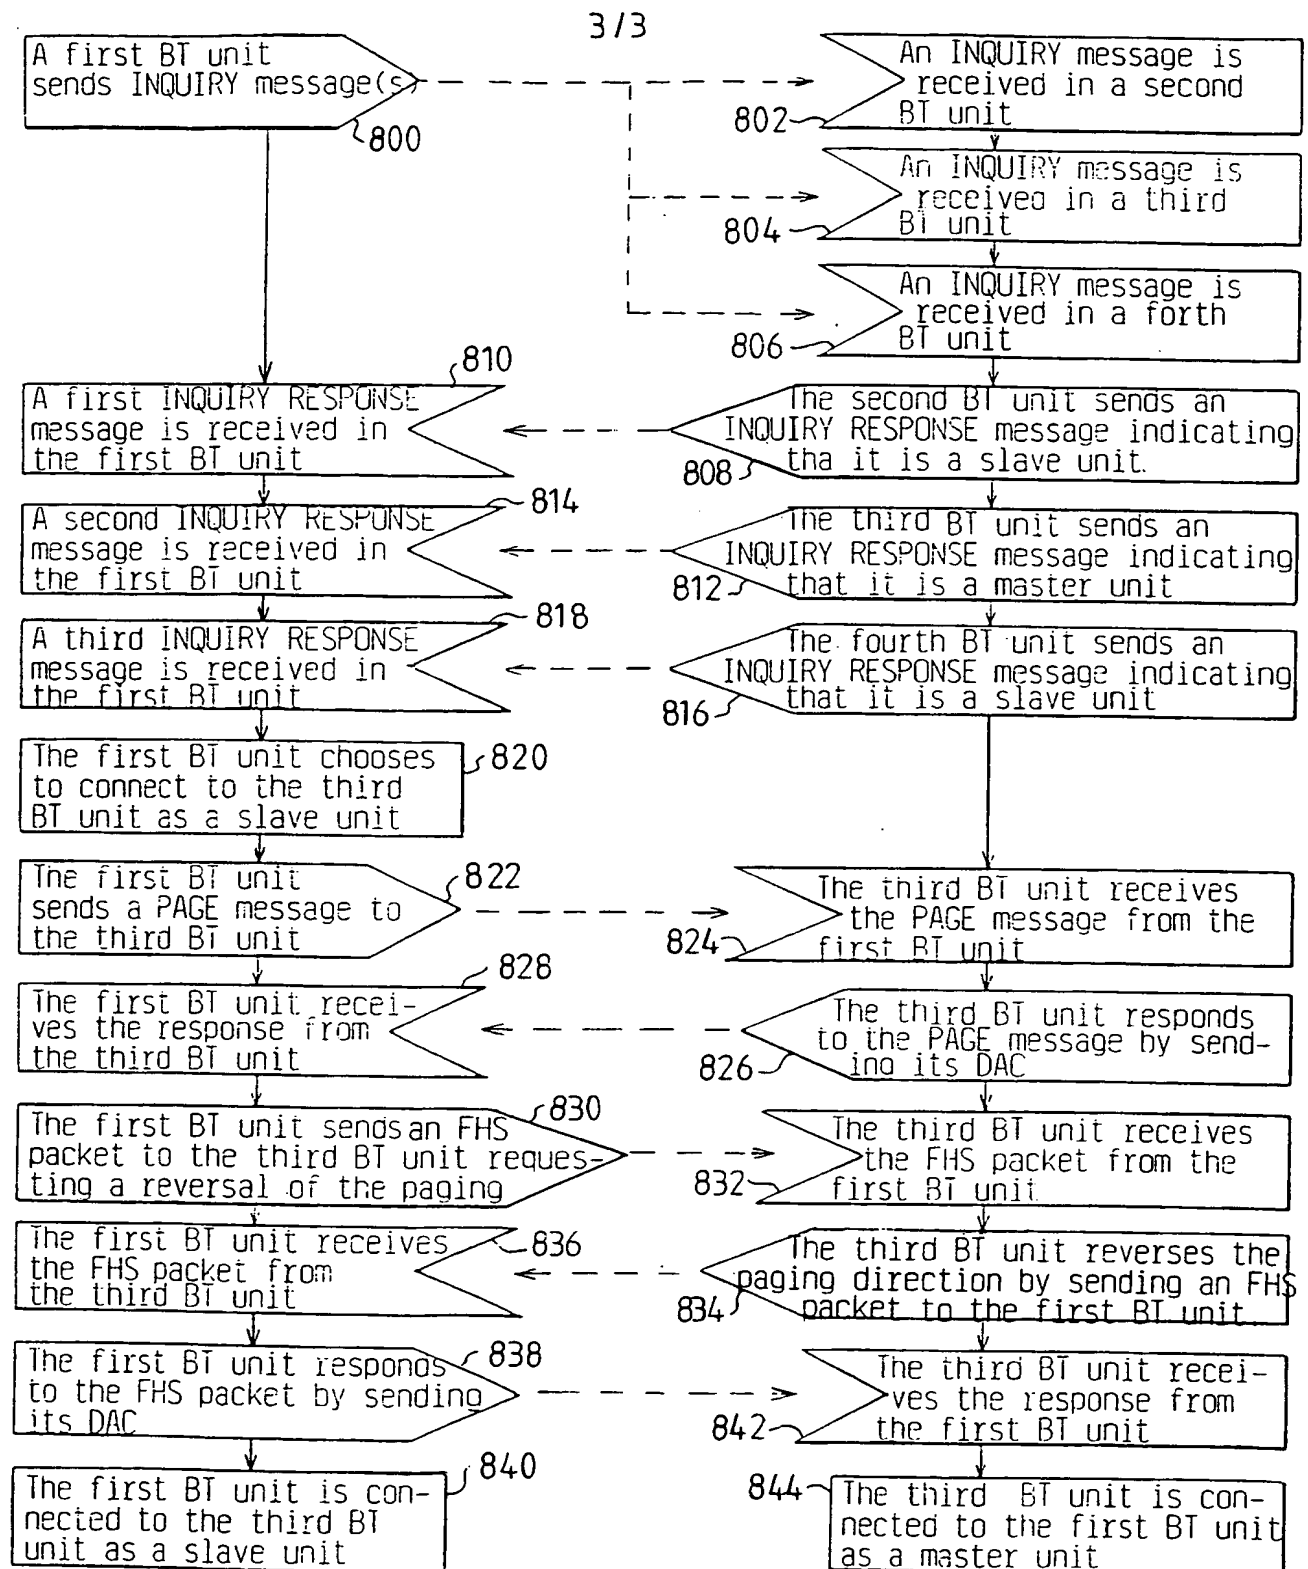 3/3
A first BT unit
sends INQUIRY message(s)
800
An INQUIRY message is
received in a second
BT unit
802
An INQUIRY message is
received in a third
BT unit
804
An INQUIRY message is
received in a forth
BT unit
806
810
A first INQUIRY RESPONSE
message is received in
the first BT unit
The second BT unit sends an
INQUIRY RESPONSE message indicating
tha it is a slave unit.
808
814
A second INQUIRY RESPONSE
message is received in
the first BT unit
The third BT unit sends an
INQUIRY RESPONSE message indicating
that it is a master unit
812
818
A third INQUIRY RESPONSE
message is received in
the first BT unit
The fourth BT unit sends an
INQUIRY RESPONSE message indicating
that it is a slave unit
816
The first BT unit chooses
to connect to the third
BT unit as a slave unit
820
The first BT unit
sends a PAGE message to
the third BT unit
822
The third BT unit receives
the PAGE message from the
first BT unit
824
828
The first BT unit recei-
ves the response from
the third BT unit
The third BT unit responds
to the PAGE message by send-
ing its DAC
826
830
The first BT unit sends an FHS
packet to the third BT unit reques-
ting a reversal of the paging
The third BT unit receives
the FHS packet from the
first BT unit
832
The first BT unit receives
the FHS packet from
the third BT unit
836
The third BT unit reverses the
paging direction by sending an FHS
packet to the first BT unit
834
The first BT unit responds
to the FHS packet by sending
its DAC
838
The third BT unit recei-
ves the response from
the first BT unit
842
The first BT unit is con-
nected to the third BT
unit as a slave unit
840
844
The third BT unit is con-
nected to the first BT unit
as a master unit